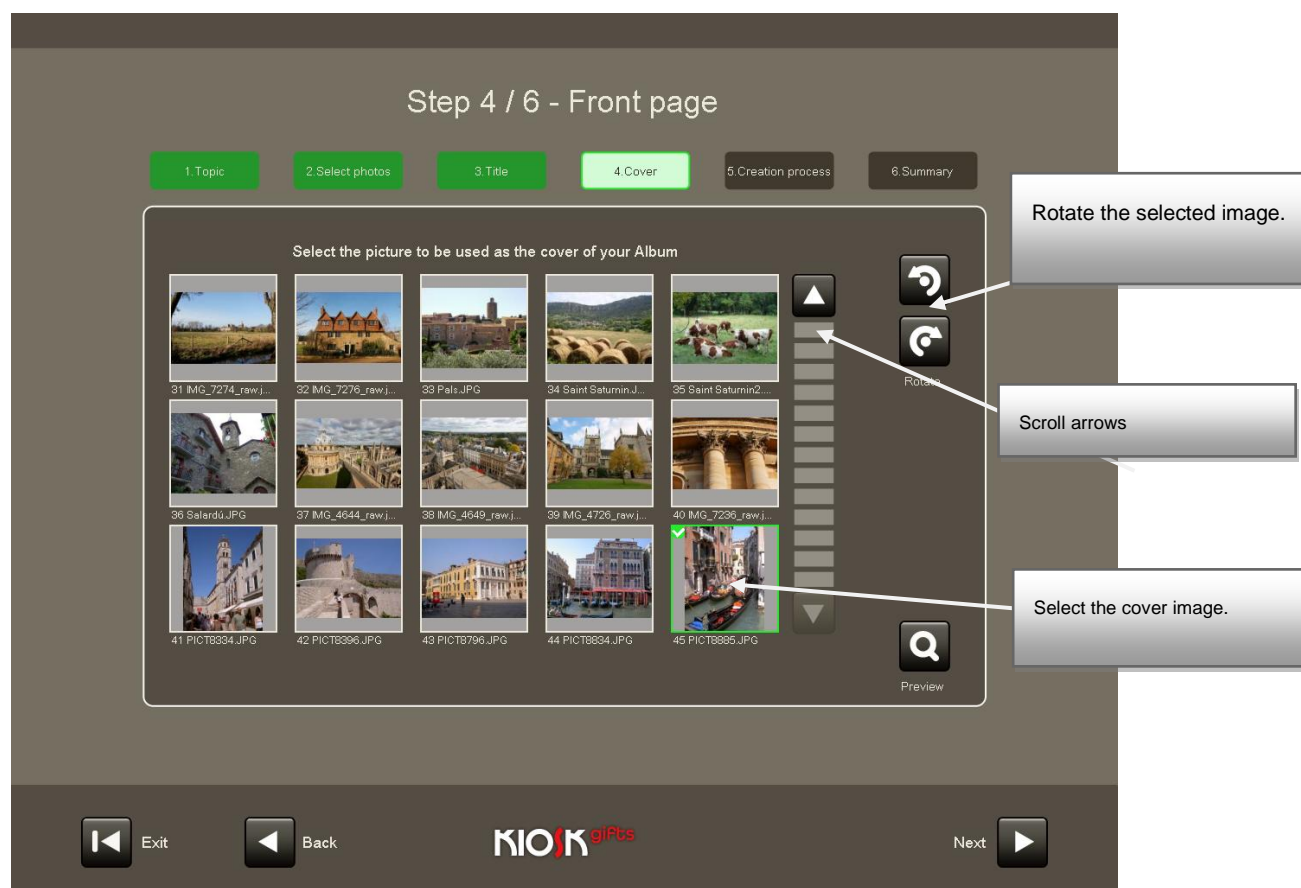 Step 4 / 6 - Front page
1.Topic
2.Select photos
3.Title
4.Cover
5.Creation process
6.Summary
Rotate the selected image.
Select the picture to be used as the cover of your Album
31 IMG_7274_raw.j...
32 IMG_7276_raw.j...
33 Pals.JPG
34 Saint Saturnin.J...
35 Saint Saturnin2....
Rotate
Scroll arrows
36 Salardú.JPG
37 IMG_4644_raw.j...
38 IMG_4649_raw.j...
39 IMG_4726_raw.j...
40 IMG_7236_raw.j...
Select the cover image.
41 PICT8334.JPG
42 PICT8396.JPG
43 PICT8796.JPG
44 PICT8834.JPG
45 PICT8885.JPG
Preview
Exit
Back
KIOSK gifts
Next